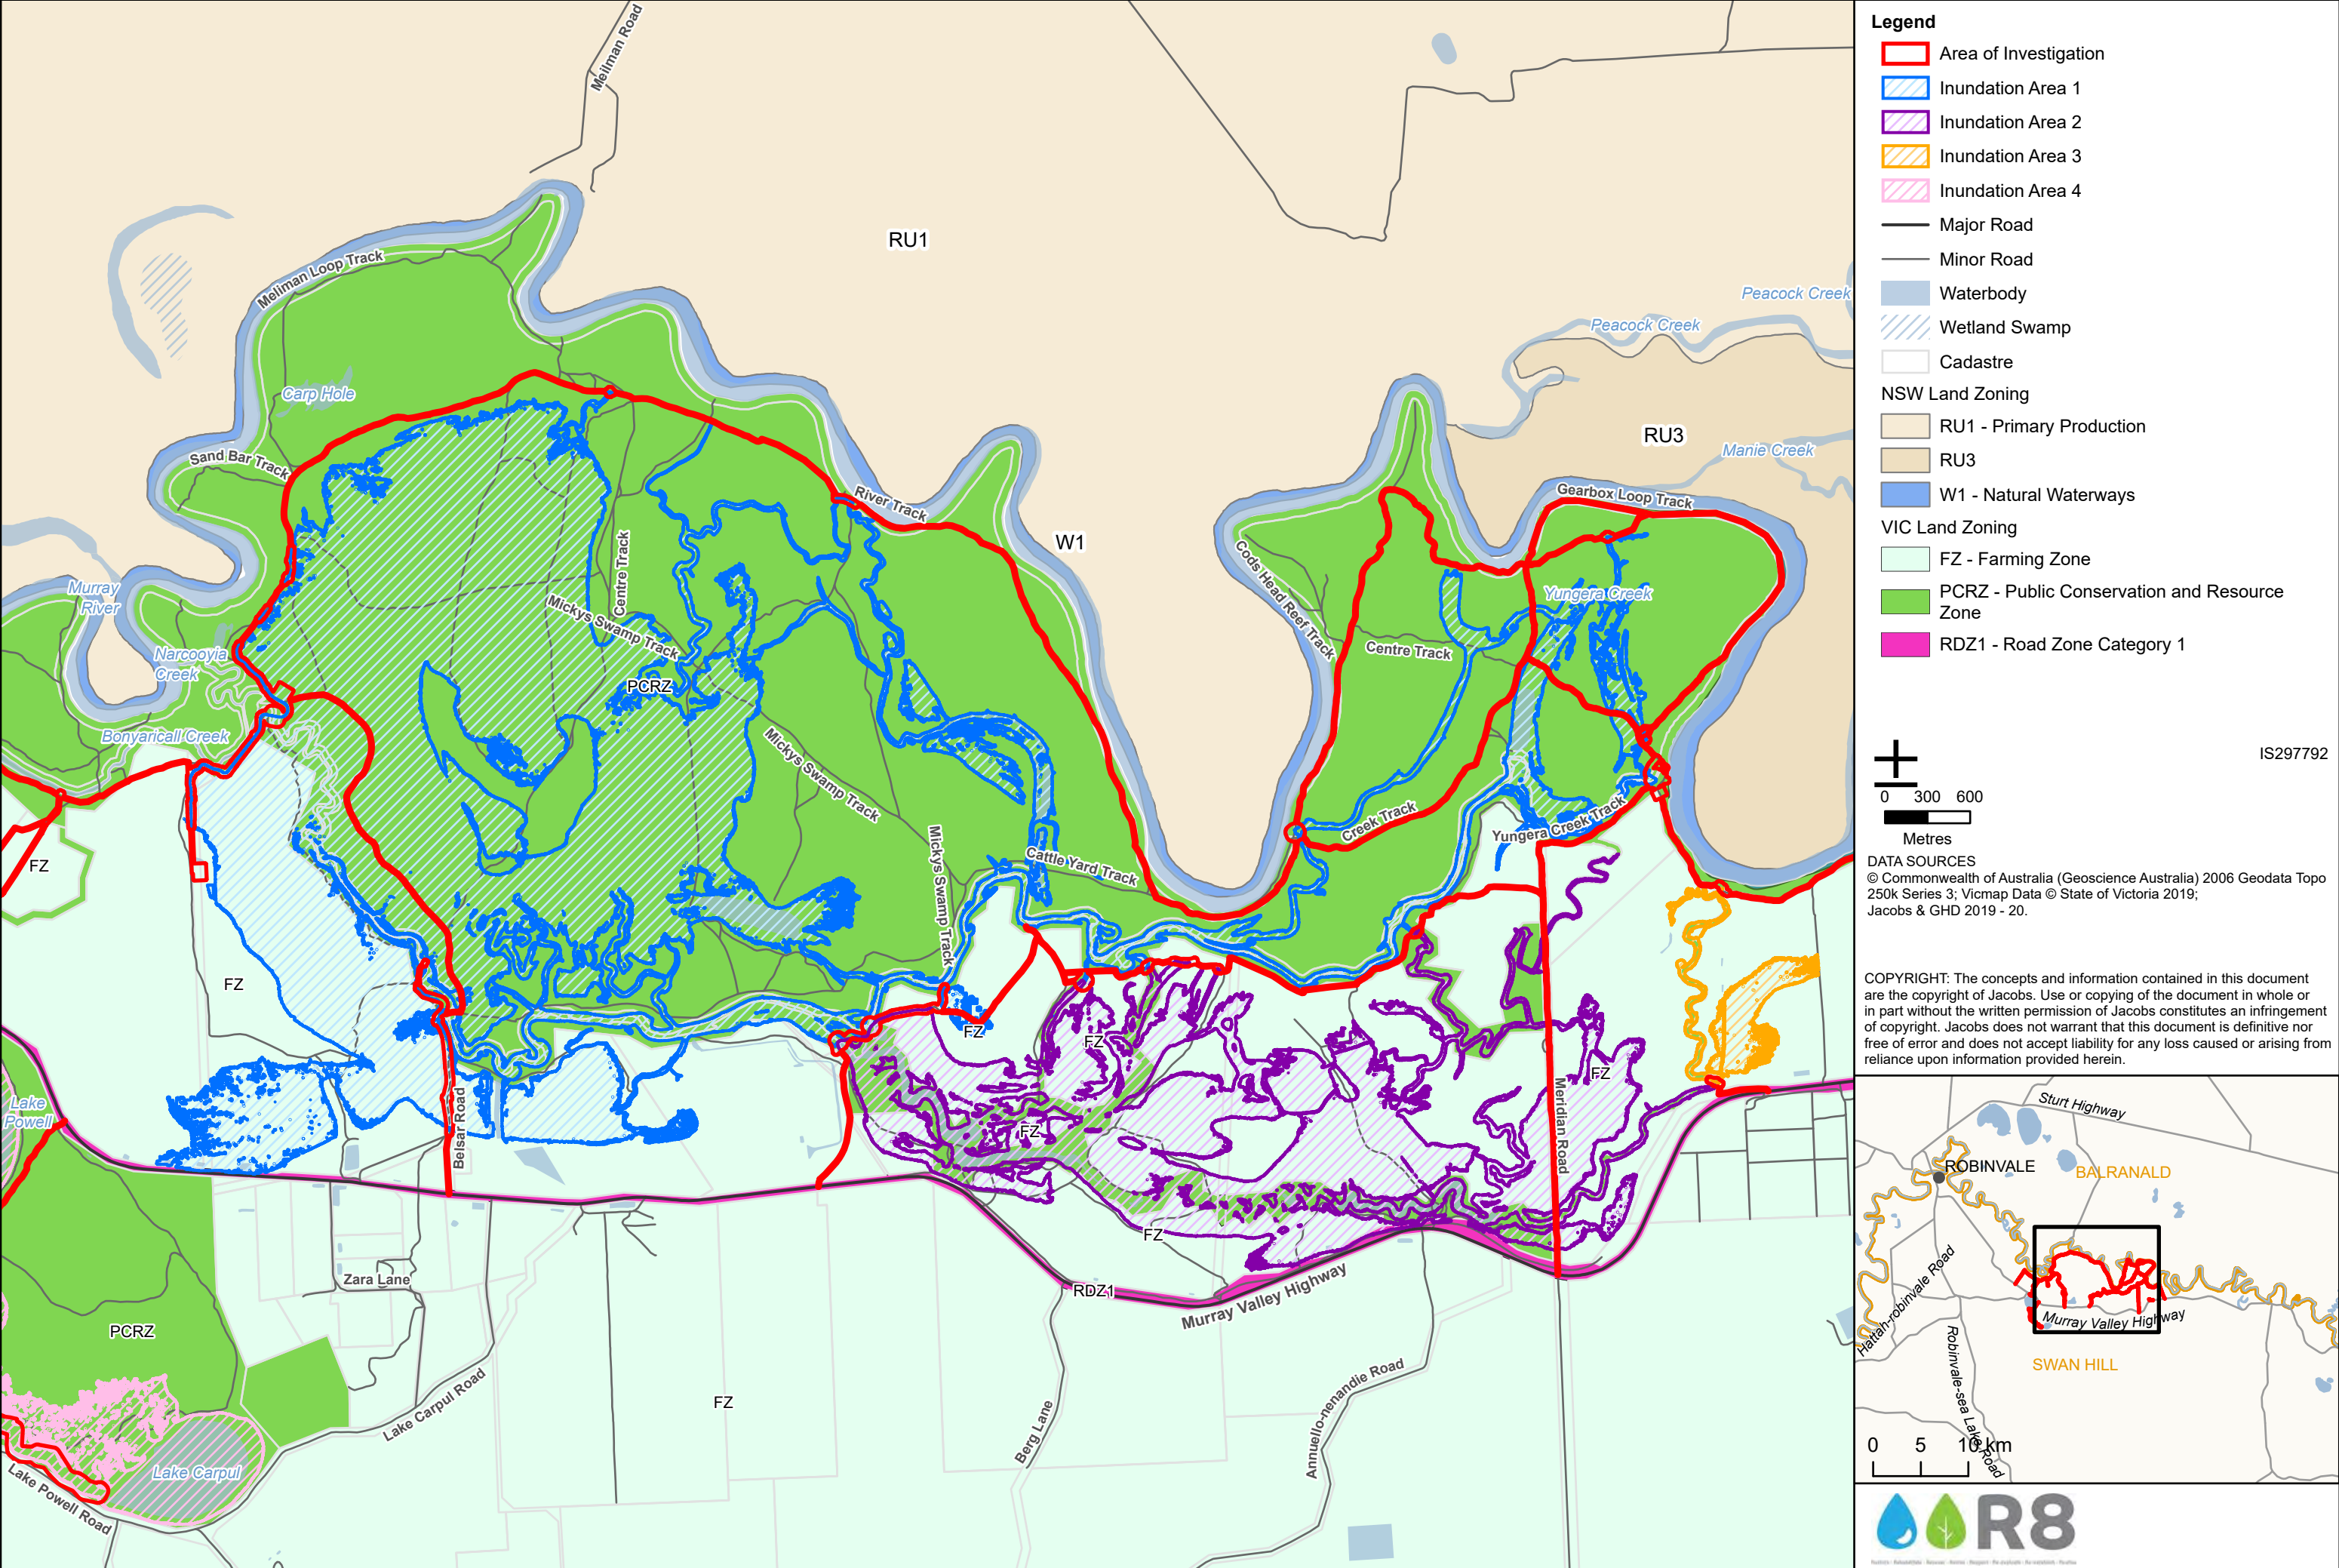 Meilman Road
RU1
Meliman Loop Track
Carp Hole
Sand Bar Track
River Track
Centre Track
Mickys Swamp Track
PCRZ
Murray
River
Narcooyia
Creek
Bonyaricall Creek
Mickys Swamp Track
Mickys Swamp Track
Cattle Yard Track
W1
Cods Head Reef Track
Centre Track
Creek Track
Yungera Creek Track
Yungera Creek
Gearbox Loop Track
Peacock Creek
Peacock Creek
RU3
Manie Creek
FZ
FZ
FZ
FZ
FZ
FZ
FZ
Lake
Powell
Belsar Road
Meridian Road
Zara Lane
RDZ1
Murray Valley Highway
PCRZ
Lake Carpul Road
FZ
Berg Lane
Annuello-nenandie Road
Lake Carpul
Lake Powell Road
Legend
Area of Investigation
Inundation Area 1
Inundation Area 2
Inundation Area 3
Inundation Area 4
Major Road
Minor Road
Waterbody
Wetland Swamp
Cadastre
NSW Land Zoning
RU1 - Primary Production
RU3
W1 - Natural Waterways
VIC Land Zoning
FZ - Farming Zone
PCRZ - Public Conservation and Resource
Zone
RDZ1 - Road Zone Category 1
IS297792
0 300 600
Metres
DATA SOURCES
© Commonwealth of Australia (Geoscience Australia) 2006 Geodata Topo
250k Series 3; Vicmap Data © State of Victoria 2019;
Jacobs & GHD 2019 - 20.
COPYRIGHT: The concepts and information contained in this document
are the copyright of Jacobs. Use or copying of the document in whole or
in part without the written permission of Jacobs constitutes an infringement
of copyright. Jacobs does not warrant that this document is definitive nor
free of error and does not accept liability for any loss caused or arising from
reliance upon information provided herein.
Sturt Highway
ROBINVALE
BALRANALD
Hattah-robinvale Road
Murray Valley Highway
Robinvale-sea Lake Road
SWAN HILL
0 5 10 km
R8